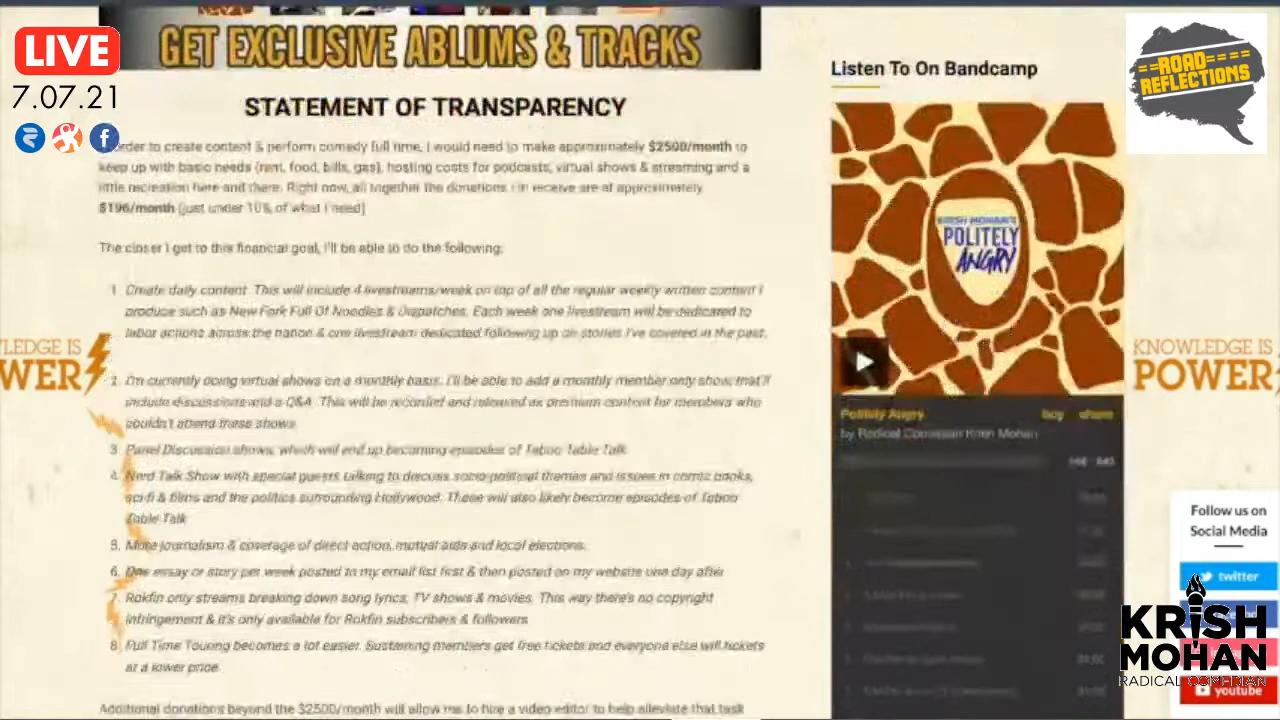 GET EXCLUSIVE ABLUMS & TRACKS
LIVE
7.07.21
STATEMENT OF TRANSPARENCY
order to create content & perform comedy full time, I would need to make approximately $2500/month to
keep up with basic needs (rent, food, bills, gas), hosting costs for podcasts, virtual shows & streaming and a
little recreation here and there. Right now, all together the donations I'm receive are at approximately
$196/month (just under 10% of what I need)
The closer I get to this financial goal, I'll be able to do the following:
1. Create daily content. This will include 4 livestreams/week on top of all the regular weekly written content I
produce such as New Fork Full Of Noodles & Dispatches. Each week one livestream will be dedicated to
labor actions across the nation & one livestream dedicated following up on stories I've covered in the past.
2. I'm currently doing virtual shows on a monthly basis. I'll be able to add a monthly member only show, that'll
include discussions and a Q&A. This will be recorded and released as premium content for members who
couldn't attend these shows.
3. Panel Discussion shows, which will end up becoming episodes of Taboo Table Talk
4. Nerd Talk Show with special guests talking to discuss socio-political themes and issues in comic books,
sci-fi & films and the politics surrounding Hollywood. These will also likely become episodes of Taboo
Table Talk
5. More journalism & coverage of direct action, mutual aids and local elections.
6. One essay or story per week posted to my email list first & then posted on my website one day after
7. Rokfin only streams breaking down song lyrics, TV shows & movies. This way there's no copyright
infringement & it's only available for Rokfin subscribers & followers
8. Full Time Touring becomes a lot easier. Sustaining members get free tickets and everyone else will tickets
at a lower price.
Additional donations beyond the $2500/month will allow me to hire a video editor to help alleviate that task
LEDGE IS
WER
Listen To On Bandcamp
KRISH MOHAN'S
POLITELY
ANGRY
Politely Angry
buy share
by Radical Comedian Krish Mohan
==ROAD==
REFLECTIONS
KNOWLEDGE IS
POWER
Follow us on
Social Media
twitter
youtube
KRISH
MOHAN
RADICAL COMEDIAN